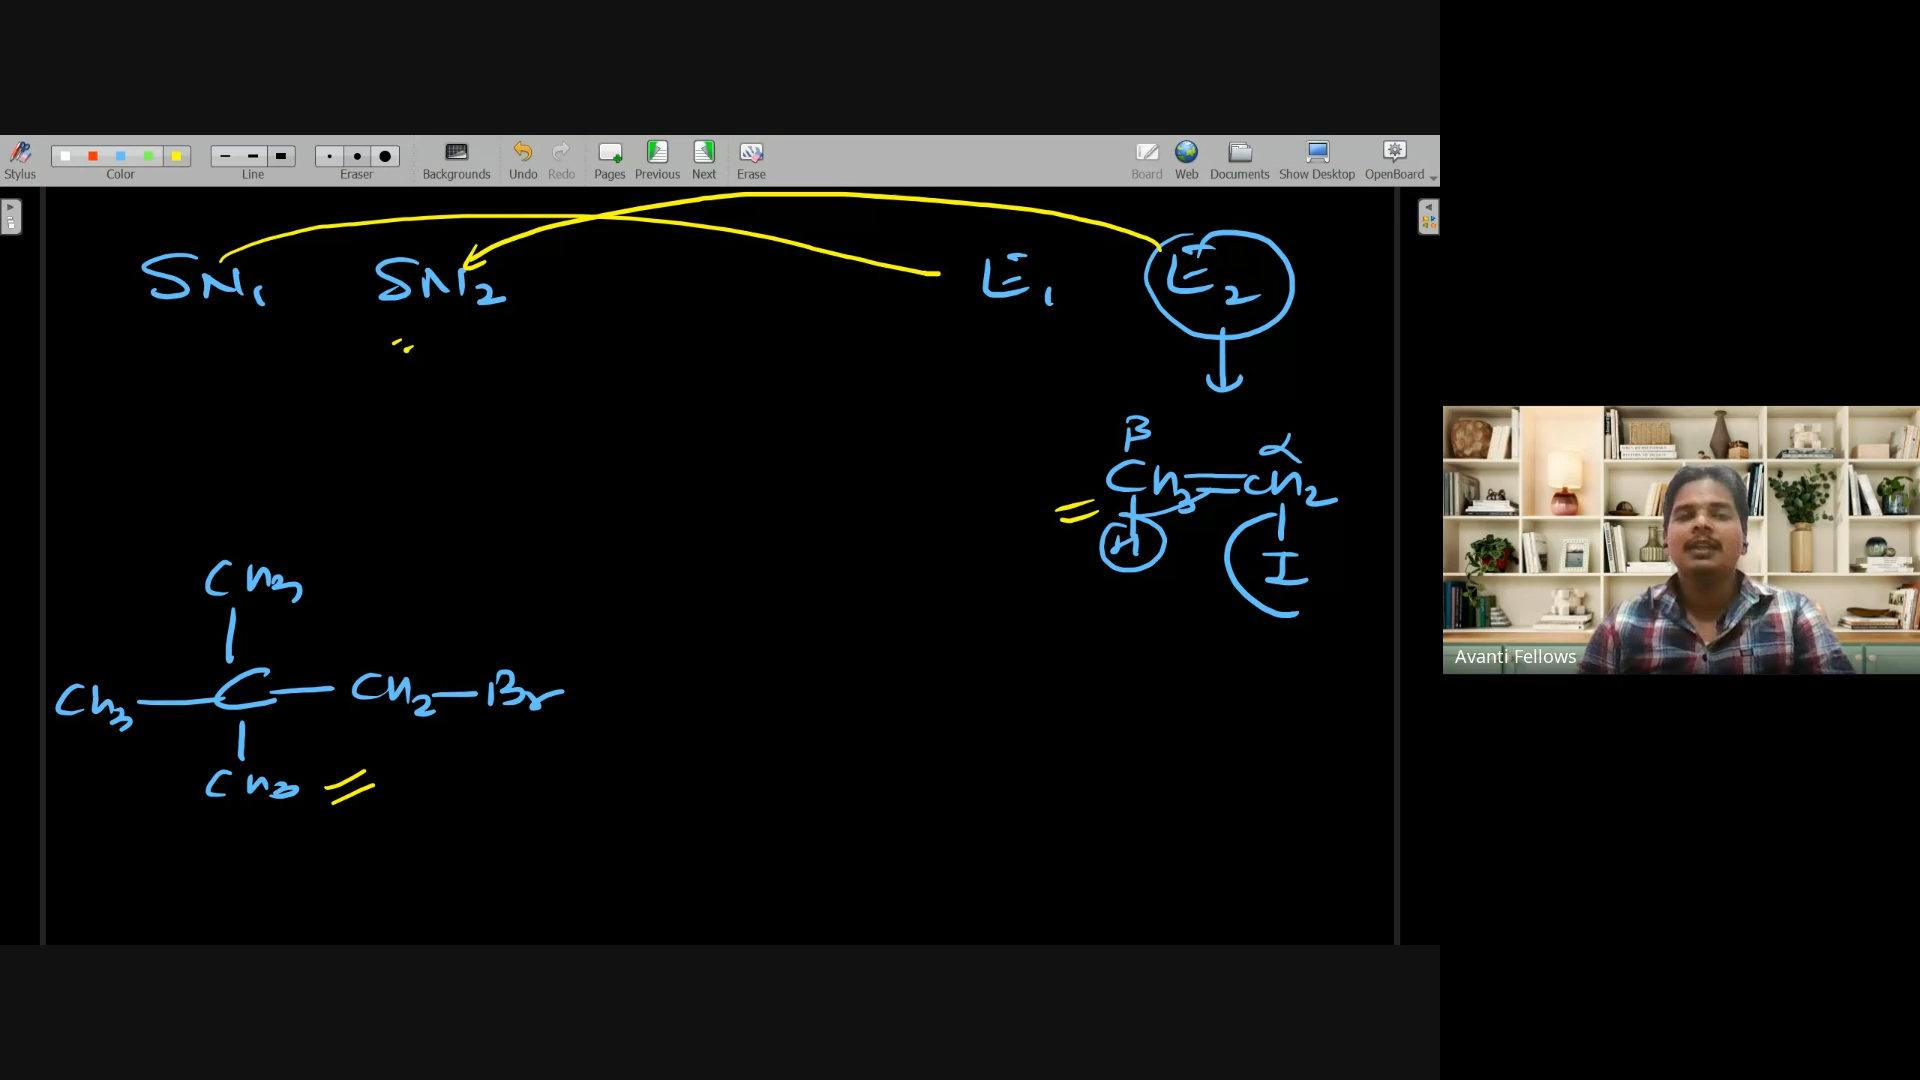 Stylus Color Line Eraser Backgrounds Undo Redo Pages Previous Next Erase Board Web Documents Show Desktop OpenBoard
SN1 SN2 E1 E2
β
α
CH3 CH2
H I
CH3
CH3 C CH2 Br
CH3
Avanti Fellows